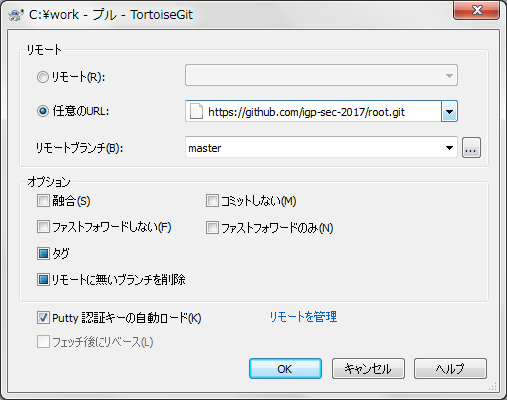 C:¥work - プル - TortoiseGit
リモート
リモート(R):
任意のURL:
https://github.com/igp-sec-2017/root.git
リモートブランチ(B):
master
...
オプション
融合(S)
コミットしない(M)
ファストフォワードしない(F)
ファストフォワードのみ(N)
タグ
リモートに無いブランチを削除
Putty 認証キーの自動ロード(K)
リモートを管理
フェッチ後にリベース(L)
OK
キャンセル
ヘルプ